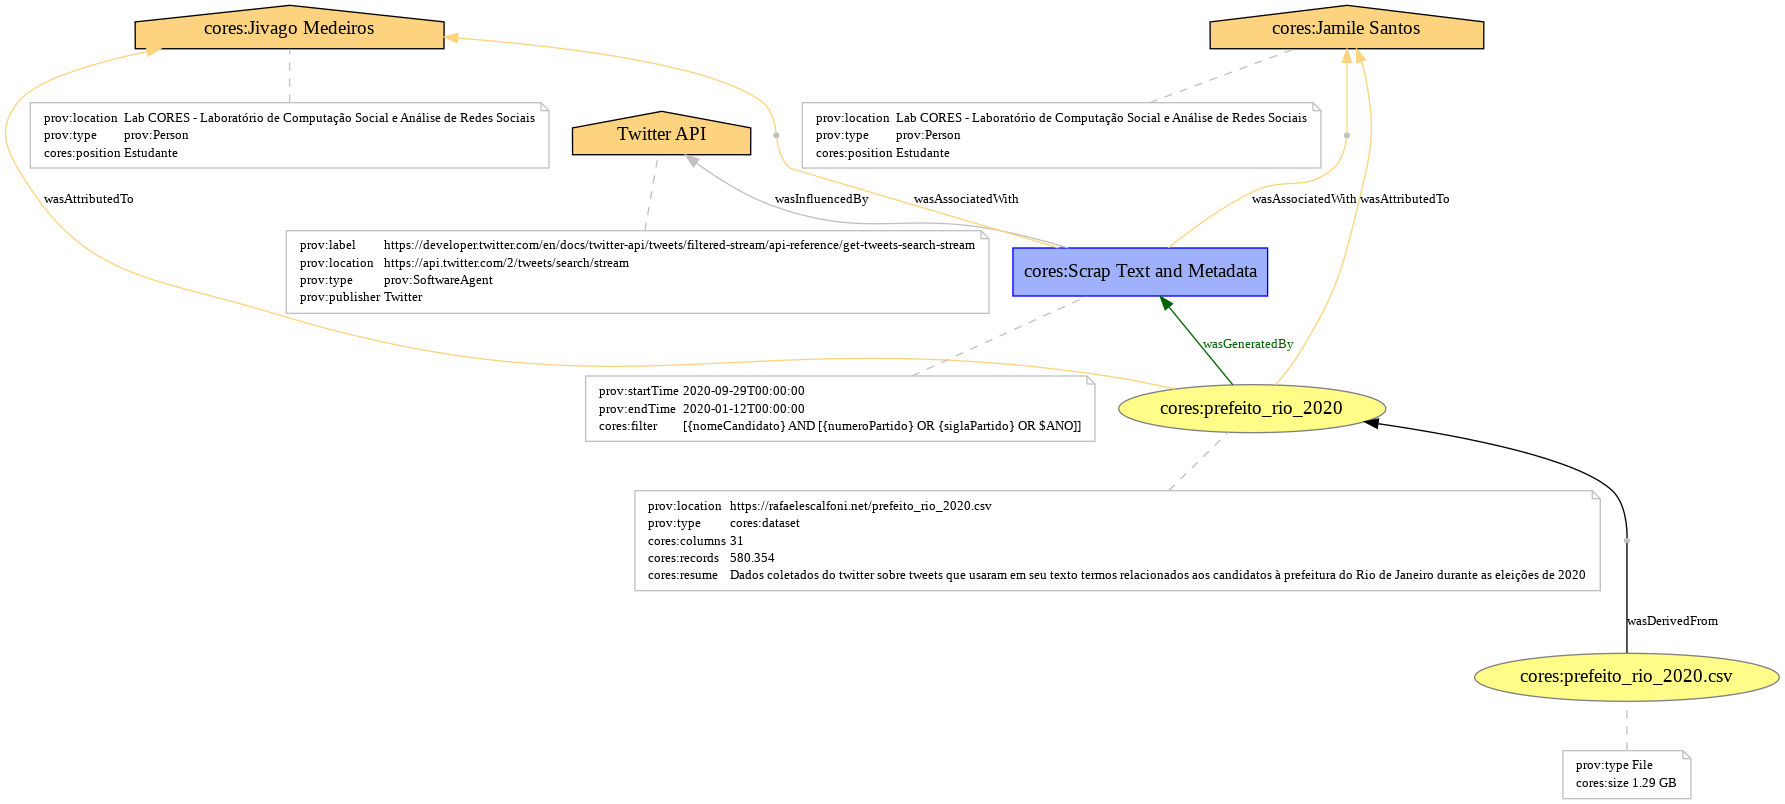 cores:Jivago Medeiros
cores:Jamile Santos
prov:location Lab CORES - Laboratório de Computação Social e Análise de Redes Sociais
prov:type prov:Person
cores:position Estudante
Twitter API
prov:location Lab CORES - Laboratório de Computação Social e Análise de Redes Sociais
prov:type prov:Person
cores:position Estudante
wasAttributedTo
wasInfluencedBy
wasAssociatedWith
wasAssociatedWith
wasAttributedTo
prov:label https://developer.twitter.com/en/docs/twitter-api/tweets/filtered-stream/api-reference/get-tweets-search-stream
prov:location https://api.twitter.com/2/tweets/search/stream
prov:type prov:SoftwareAgent
prov:publisher Twitter
cores:Scrap Text and Metadata
wasGeneratedBy
prov:startTime 2020-09-29T00:00:00
prov:endTime 2020-01-12T00:00:00
cores:filter [{nomeCandidato} AND [{numeroPartido} OR {siglaPartido} OR $ANO]]
cores:prefeito_rio_2020
prov:location https://rafaelescalfoni.net/prefeito_rio_2020.csv
prov:type cores:dataset
cores:columns 31
cores:records 580.354
cores:resume Dados coletados do twitter sobre tweets que usaram em seu texto termos relacionados aos candidatos à prefeitura do Rio de Janeiro durante as eleições de 2020
wasDerivedFrom
cores:prefeito_rio_2020.csv
prov:type File
cores:size 1.29 GB